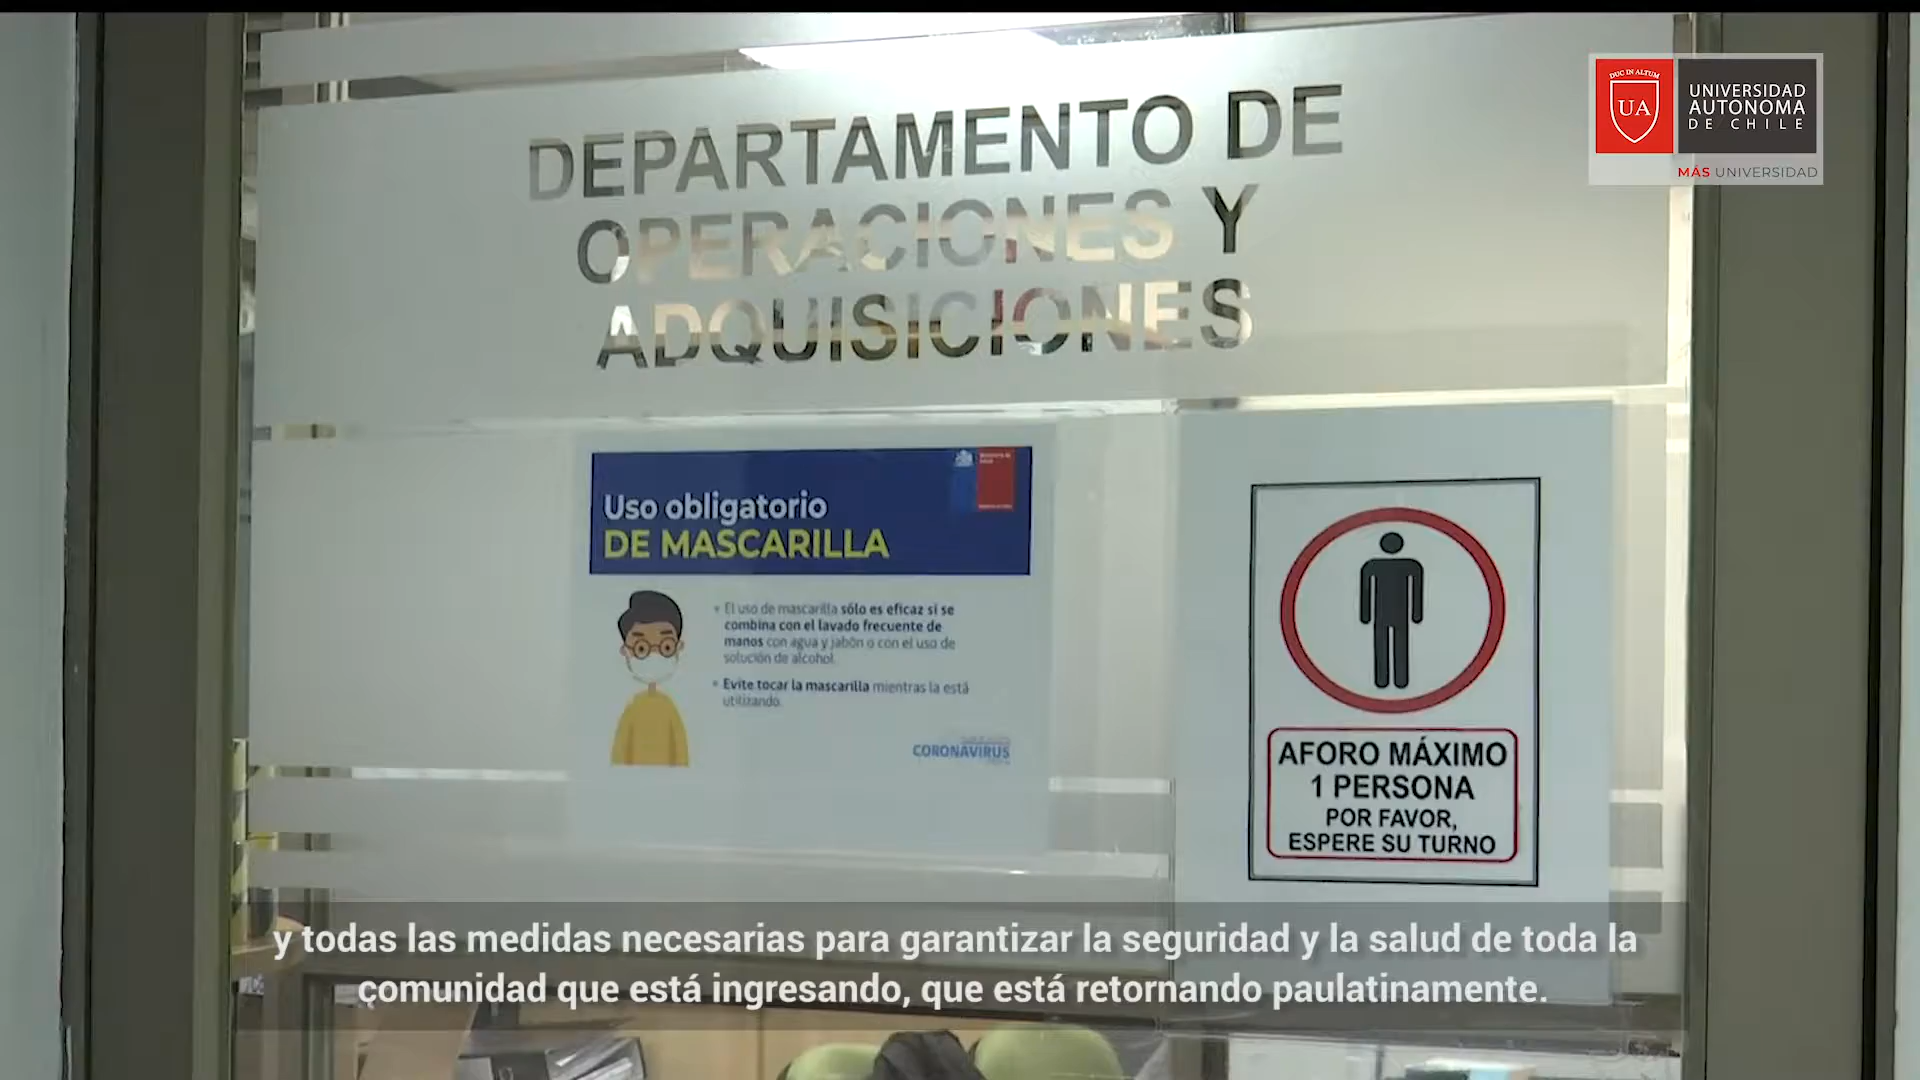 DUC IN ALTUM
UA
UNIVERSIDAD
AUTONOMA
DE CHILE
MÁS UNIVERSIDAD
DEPARTAMENTO DE
OPERACIONES Y
ADQUISICIONES
Uso obligatorio
DE MASCARILLA
• El uso de mascarilla sólo es eficaz si se
combina con el lavado frecuente de
manos con agua y jabón o con el uso de
solución de alcohol.
• Evite tocar la mascarilla mientras la está
utilizando.
CORONAVIRUS
AFORO MÁXIMO
1 PERSONA
POR FAVOR,
ESPERE SU TURNO
y todas las medidas necesarias para garantizar la seguridad y la salud de toda la
comunidad que está ingresando, que está retornando paulatinamente.